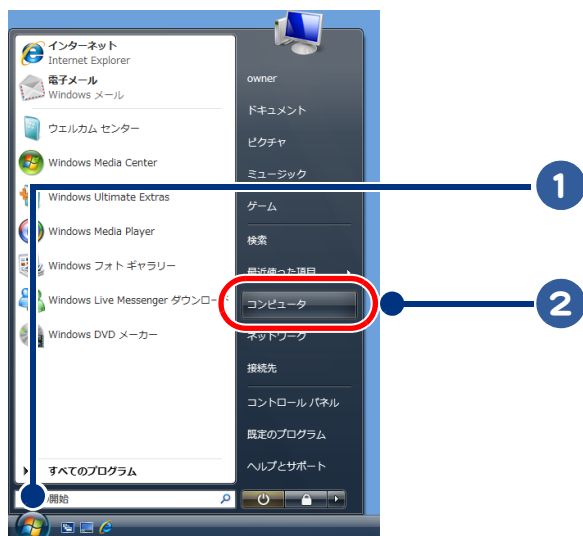 インターネット
Internet Explorer
電子メール
Windows メール
ウエルカム センター
Windows Media Center
Windows Ultimate Extras
Windows Media Player
Windows フォト ギャラリー
Windows Live Messenger ダウンロード
Windows DVD メーカー
すべてのプログラム
開始
owner
ドキュメント
ピクチャ
ミュージック
ゲーム
検索
最近使った項目
コンピュータ
ネットワーク
接続先
コントロール パネル
既定のプログラム
ヘルプとサポート
1
2